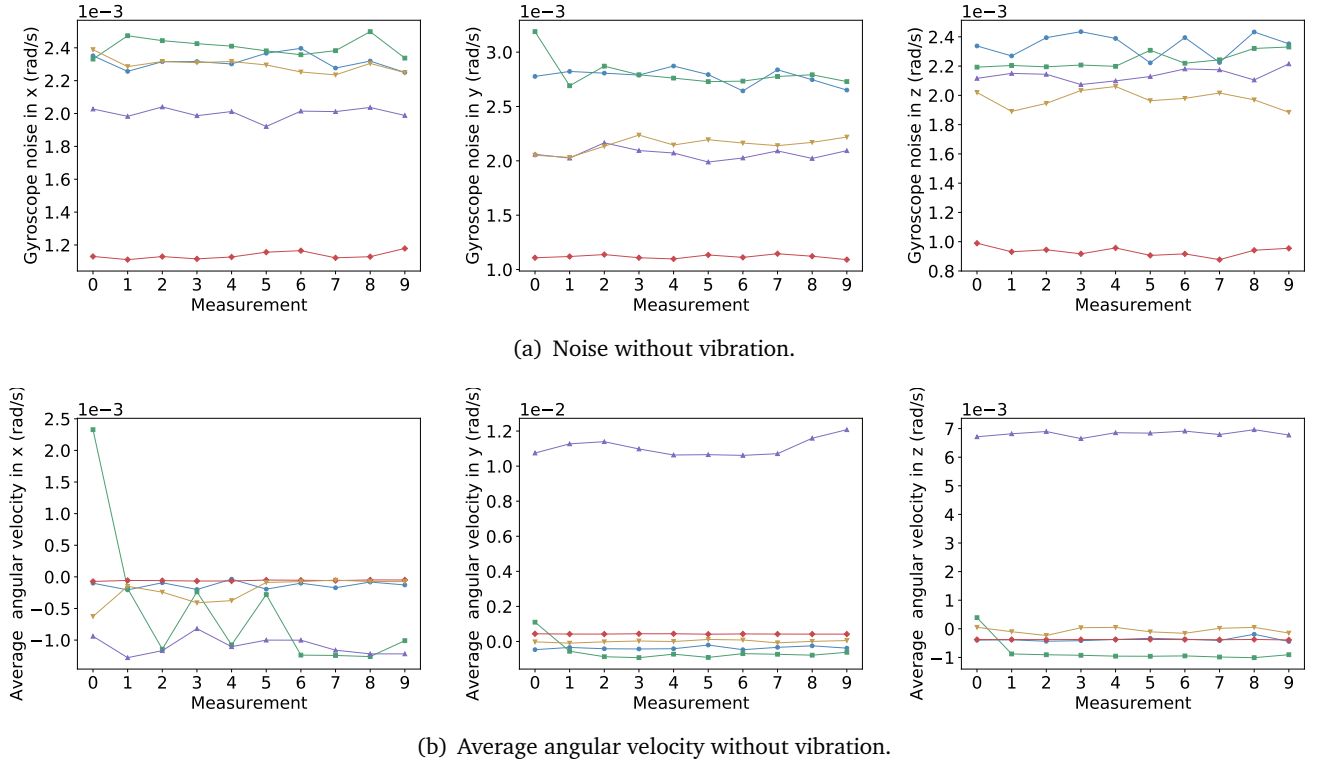 1e−3
1e−3
1e−3
Gyroscope noise in x (rad/s)
2.4
2.2
2.0
1.8
1.6
1.4
1.2
0 1 2 3 4 5 6 7 8 9
Measurement
Gyroscope noise in y (rad/s)
3.0
2.5
2.0
1.5
1.0
0 1 2 3 4 5 6 7 8 9
Measurement
Gyroscope noise in z (rad/s)
2.4
2.2
2.0
1.8
1.6
1.4
1.2
1.0
0.8
0 1 2 3 4 5 6 7 8 9
Measurement
(a) Noise without vibration.
1e−3
1e−2
1e−3
Average angular velocity in x (rad/s)
2.5
2.0
1.5
1.0
0.5
0.0
−0.5
−1.0
0 1 2 3 4 5 6 7 8 9
Measurement
Average angular velocity in y (rad/s)
1.2
1.0
0.8
0.6
0.4
0.2
0.0
0 1 2 3 4 5 6 7 8 9
Measurement
Average angular velocity in z (rad/s)
7
6
5
4
3
2
1
0
−1
0 1 2 3 4 5 6 7 8 9
Measurement
(b) Average angular velocity without vibration.